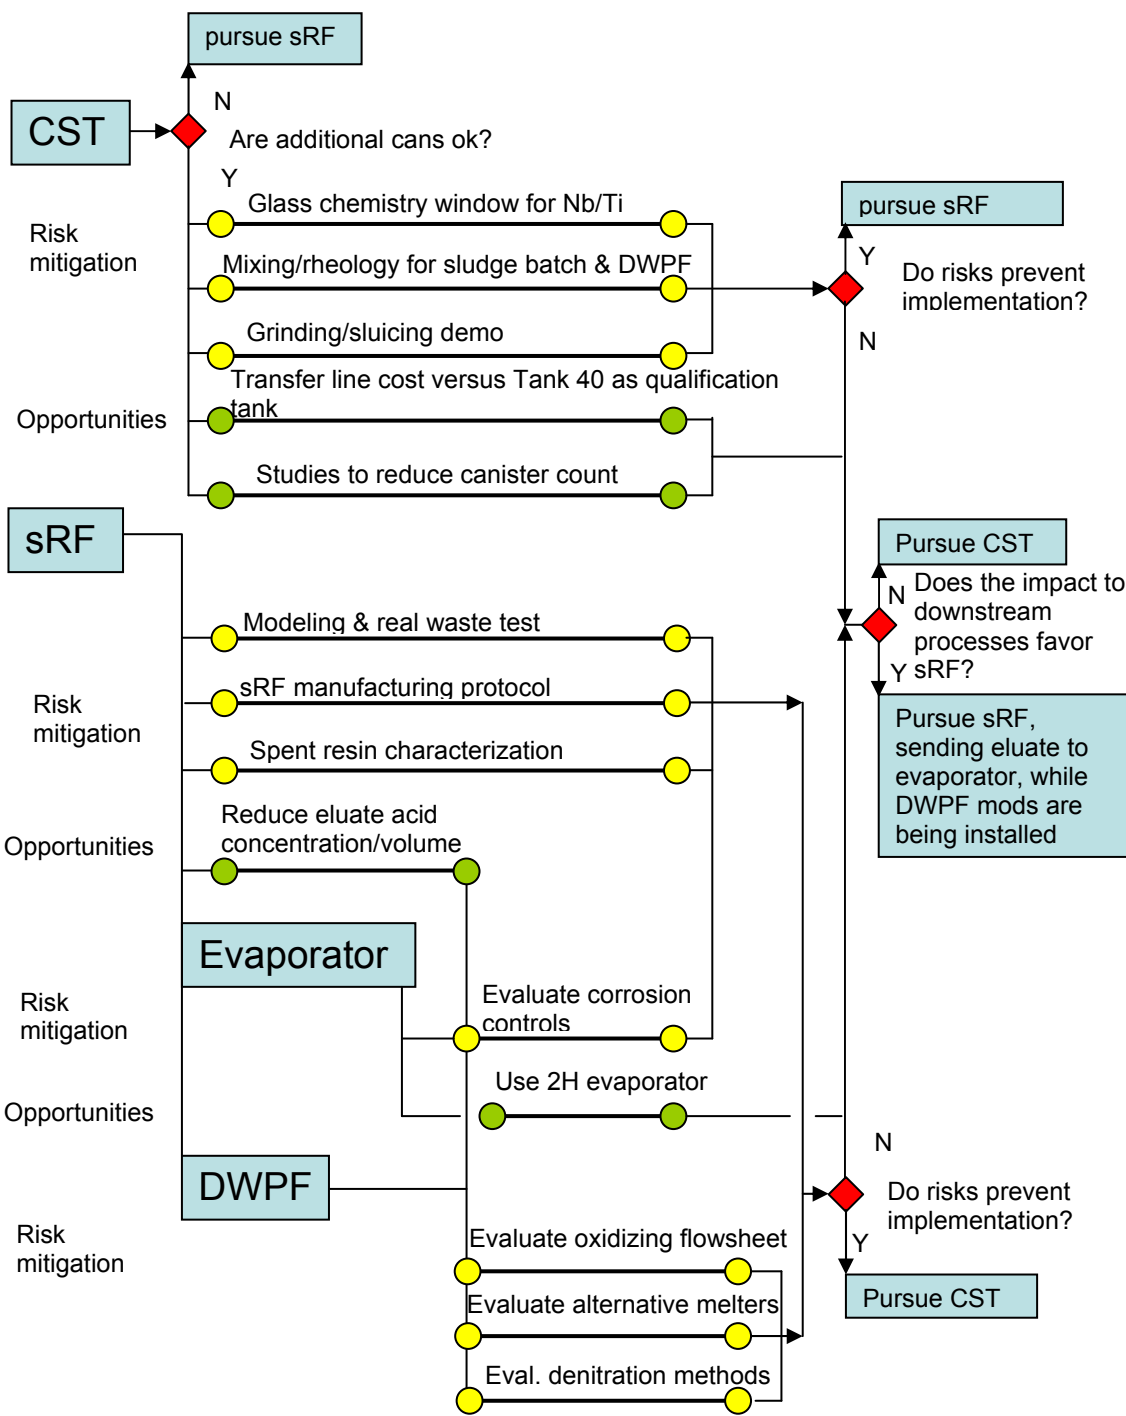 pursue sRF
N
CST
Are additional cans ok?
Y
Glass chemistry window for Nb/Ti
pursue sRF
Risk
mitigation
Y
Mixing/rheology for sludge batch & DWPF
Do risks prevent
implementation?
N
Grinding/sluicing demo
Transfer line cost versus Tank 40 as qualification
tank
Opportunities
Studies to reduce canister count
sRF
Pursue CST
N
Does the impact to
downstream
processes favor
sRF?
Y
Modeling & real waste test
Risk
mitigation
sRF manufacturing protocol
Pursue sRF,
sending eluate to
evaporator, while
DWPF mods are
being installed
Spent resin characterization
Reduce eluate acid
concentration/volume
Opportunities
Evaporator
Risk
mitigation
Evaluate corrosion
controls
Use 2H evaporator
Opportunities
N
DWPF
Do risks prevent
implementation?
Y
Risk
mitigation
Evaluate oxidizing flowsheet
Pursue CST
Evaluate alternative melters
Eval. denitration methods